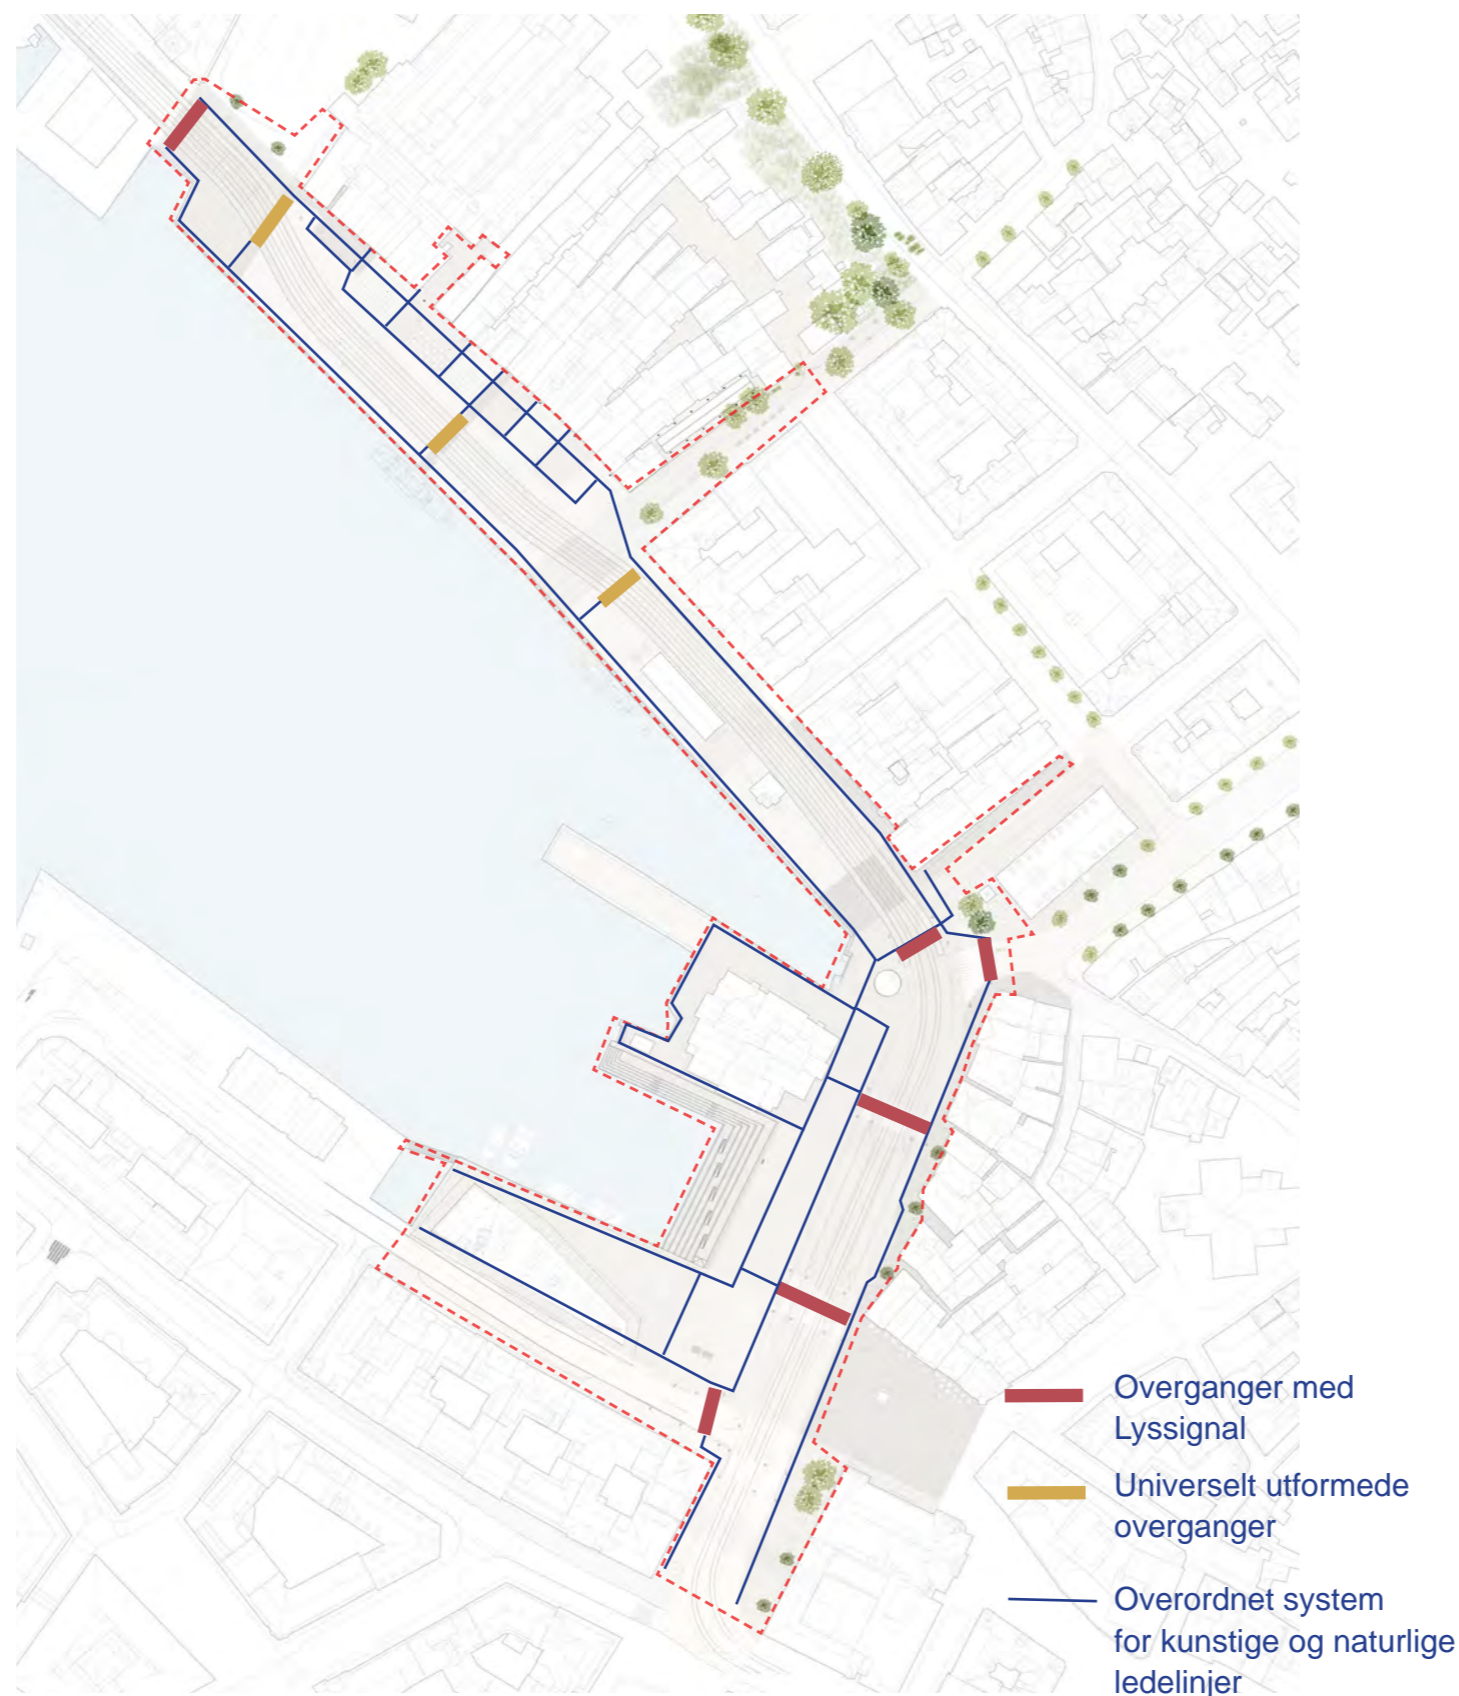 Overganger med
Lyssignal
Universelt utformede
overganger
Overordnet system
for kunstige og naturlige
ledelinjer